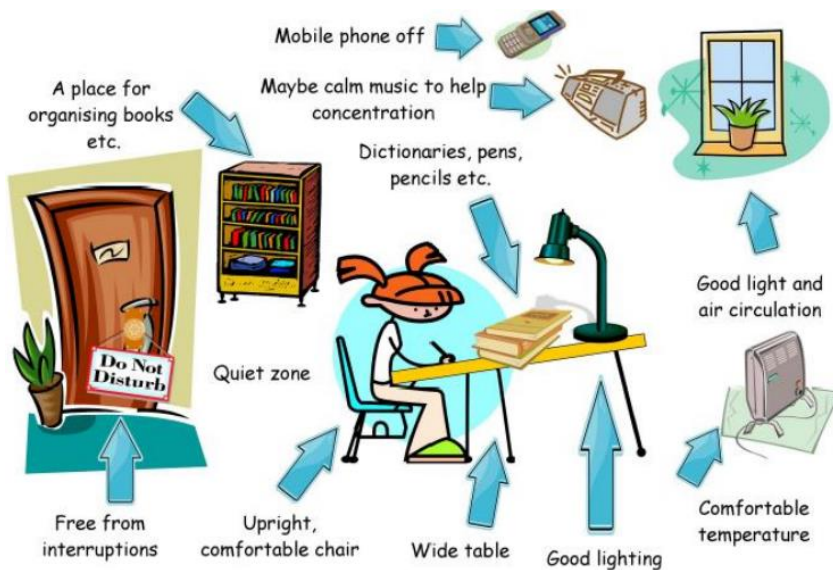 Mobile phone off
A place for
organising books
etc.
Maybe calm music to help
concentration
Dictionaries, pens,
pencils etc.
Good light and
air circulation
Do Not
Disturb
Quiet zone
Free from
interruptions
Upright,
comfortable chair
Wide table
Good lighting
Comfortable
temperature